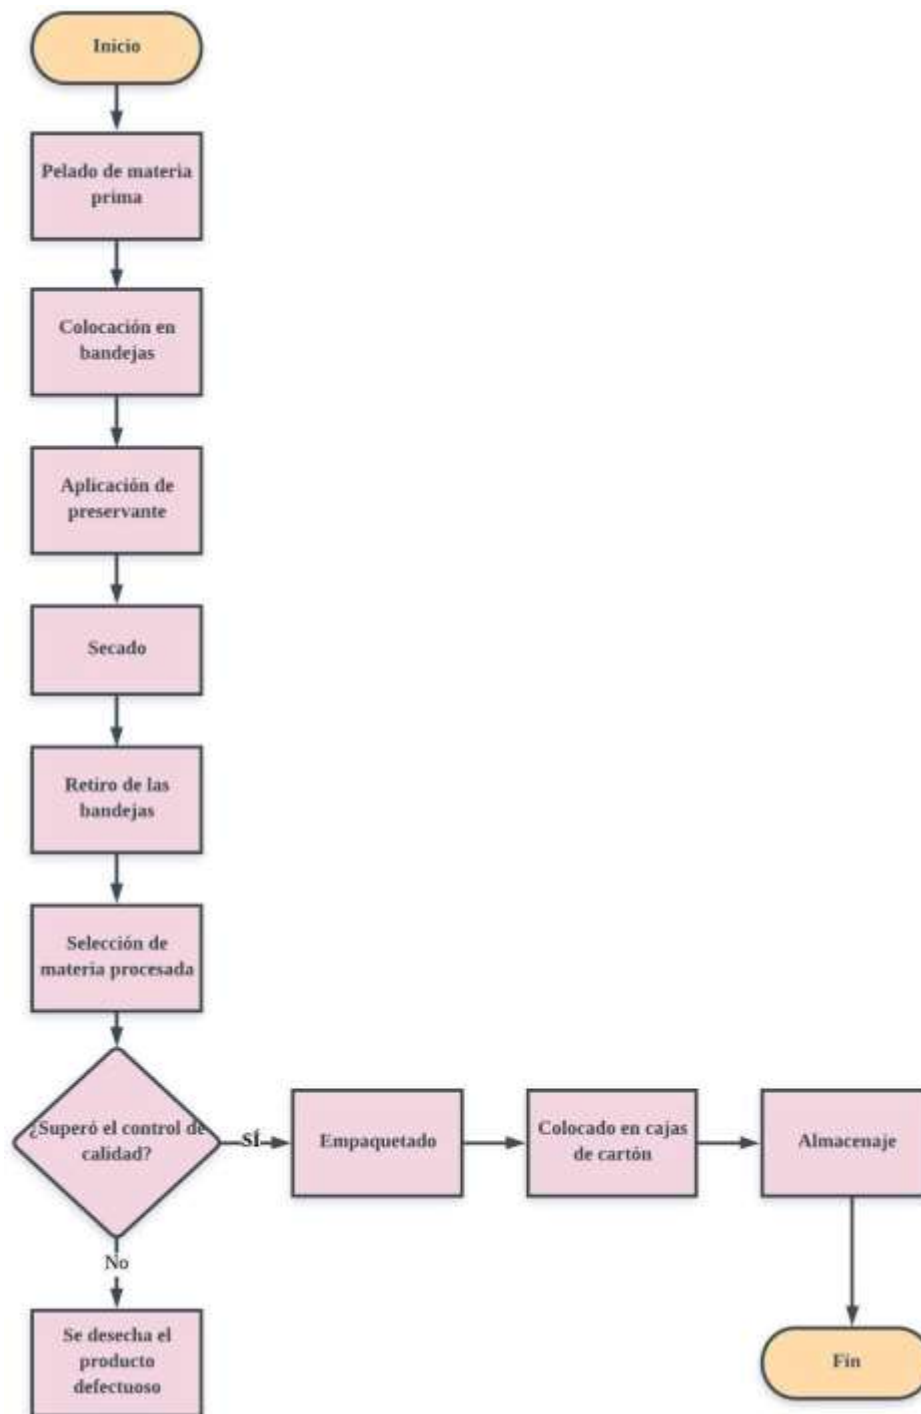 Inicio
Pelado de materia
prima
Colocación en
bandejas
Aplicación de
preservante
Secado
Retiro de las
bandejas
Selección de
materia procesada
¿Superó el control de
calidad?
SÍ
Empaquetado
Colocado en cajas
de cartón
Almacenaje
No
Se desecha el
producto
defectuoso
Fin